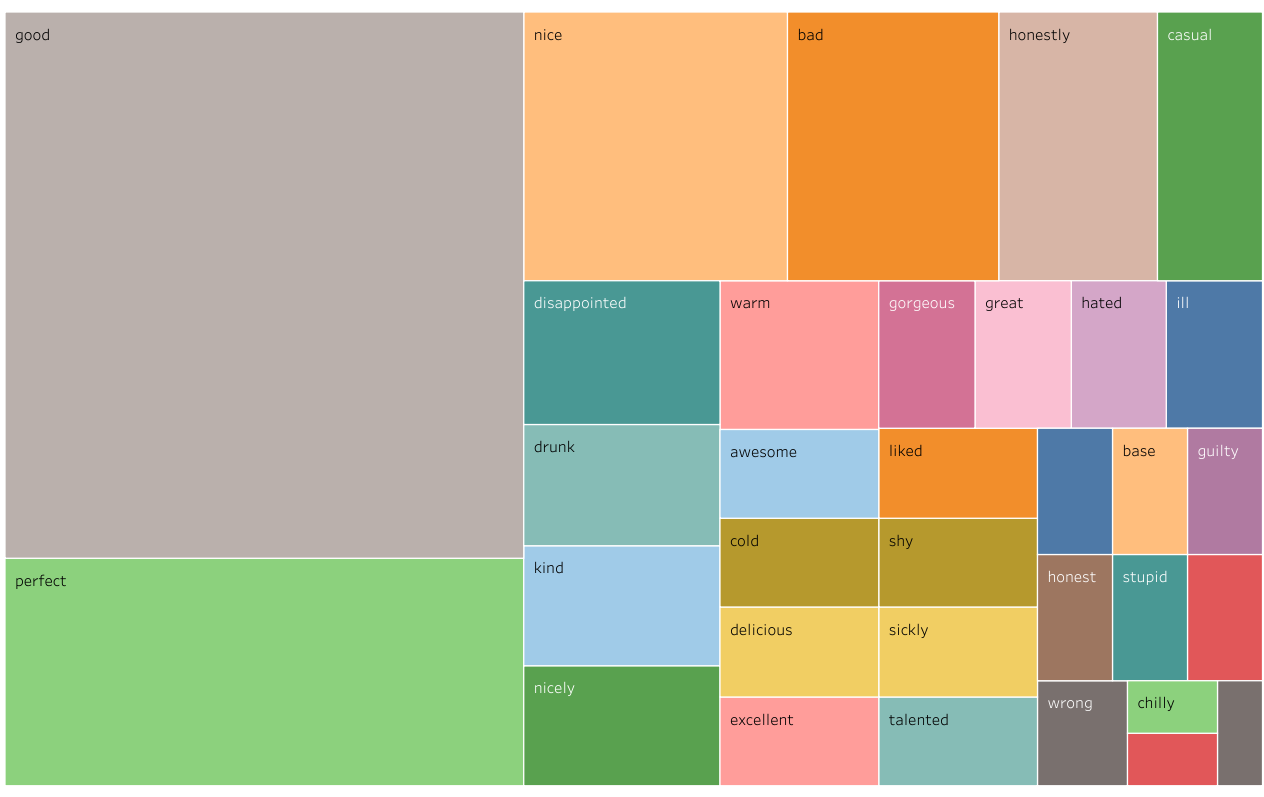 good
nice
bad
honestly
casual
disappointed
warm
gorgeous
great
hated
ill
drunk
awesome
liked
base
guilty
cold
shy
kind
honest
stupid
delicious
sickly
perfect
nicely
wrong
chilly
excellent
talented